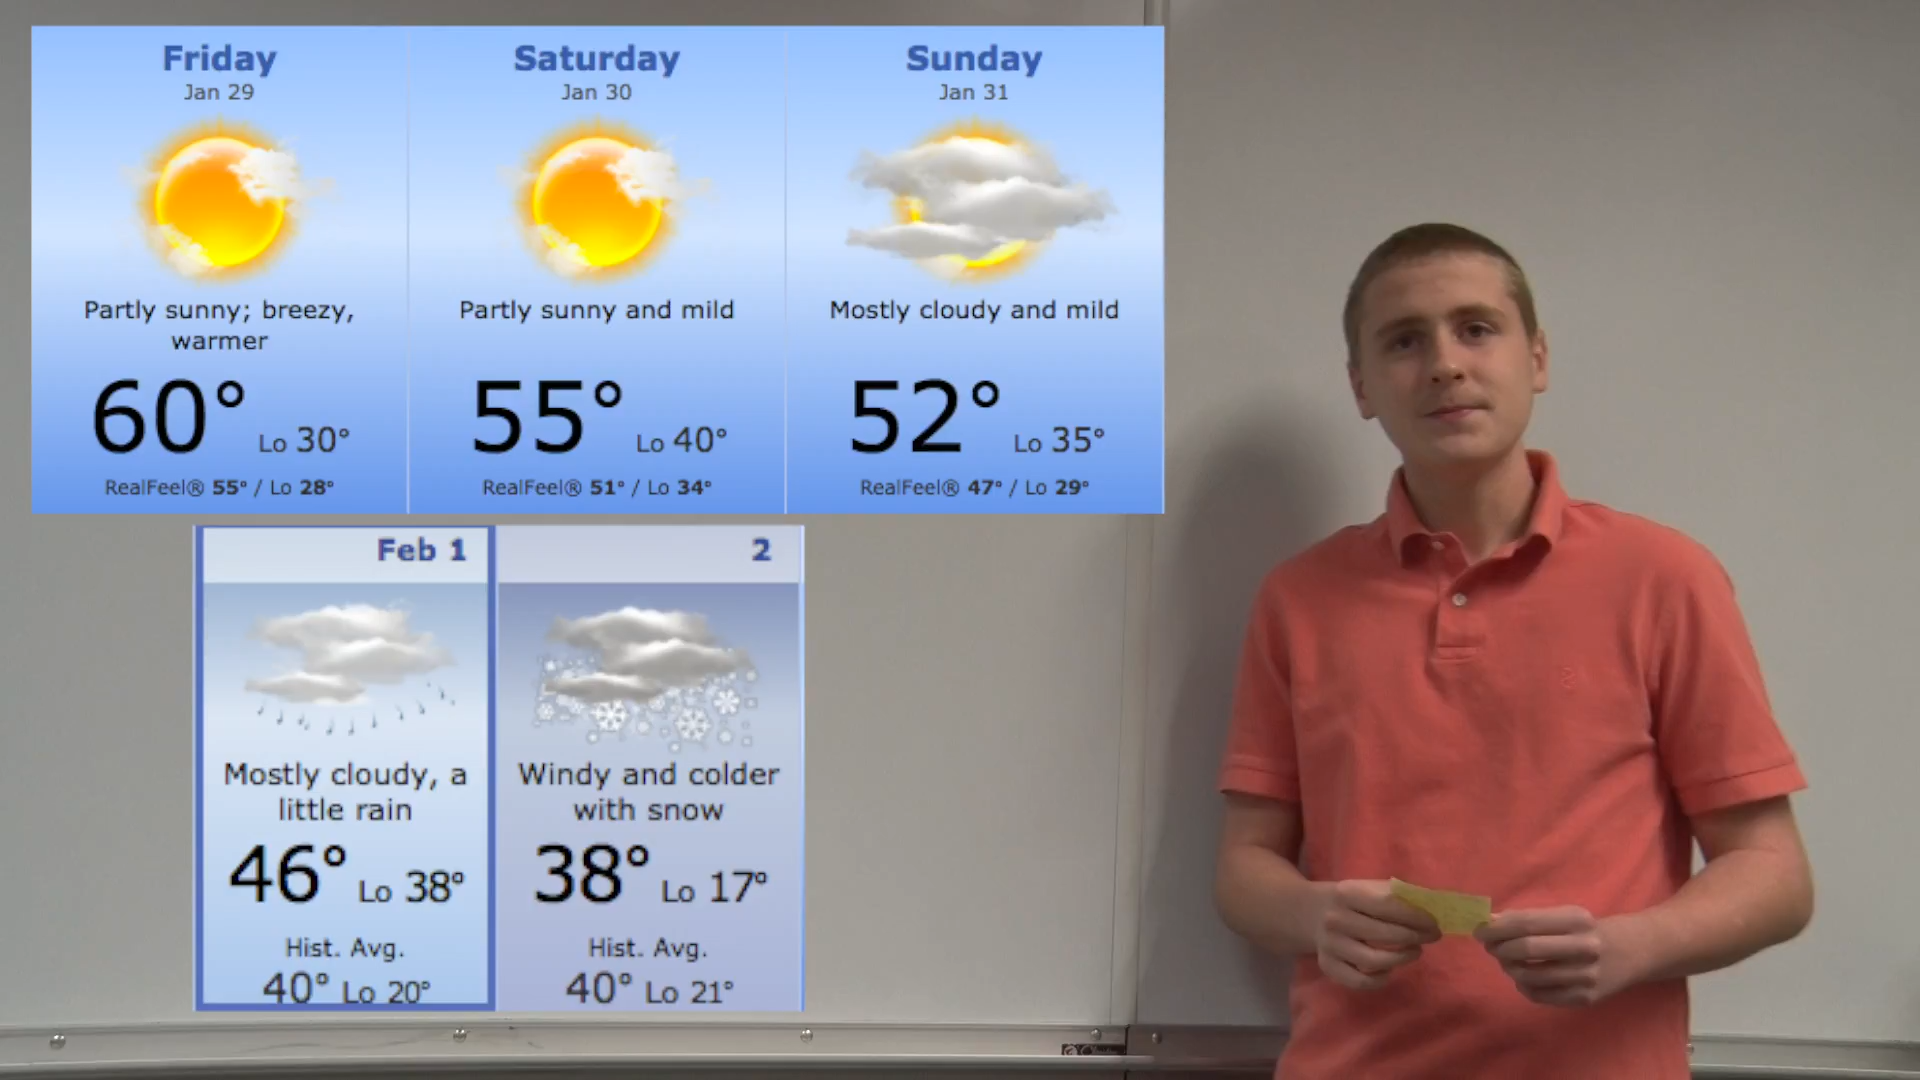 Friday
Jan 29
Partly sunny; breezy,
warmer
60° Lo 30°
RealFeel® 55° / Lo 28°
Saturday
Jan 30
Partly sunny and mild
55° Lo 40°
RealFeel® 51° / Lo 34°
Sunday
Jan 31
Mostly cloudy and mild
52° Lo 35°
RealFeel® 47° / Lo 29°
Feb 1
Mostly cloudy, a
little rain
46° Lo 38°
Hist. Avg.
40° Lo 20°
2
Windy and colder
with snow
38° Lo 17°
Hist. Avg.
40° Lo 21°